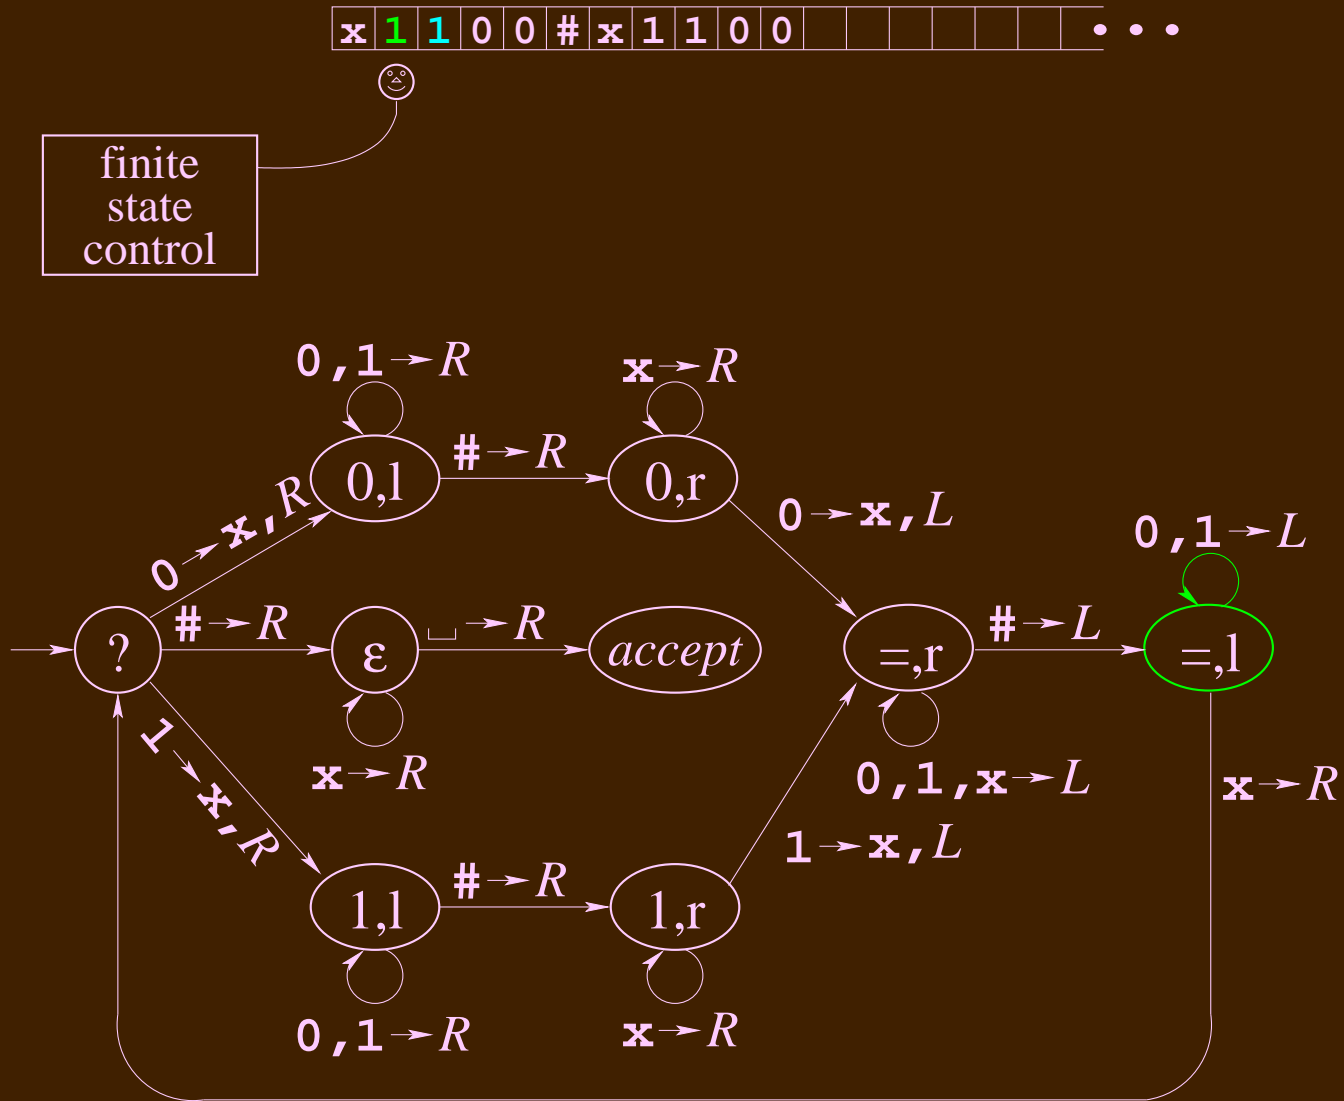 x 1 1 0 0 # x 1 1 0 0 • • •
finite
state
control
0,1→R
x→R
#→R
0,l
0,r
0→x,R
0→x,L
0,1→L
#→R
␣→R
#→L
?
ε
accept
=,r
=,l
1→x,R
x→R
0,1,x→L
x→R
1→x,L
#→R
1,l
1,r
0,1→R
x→R